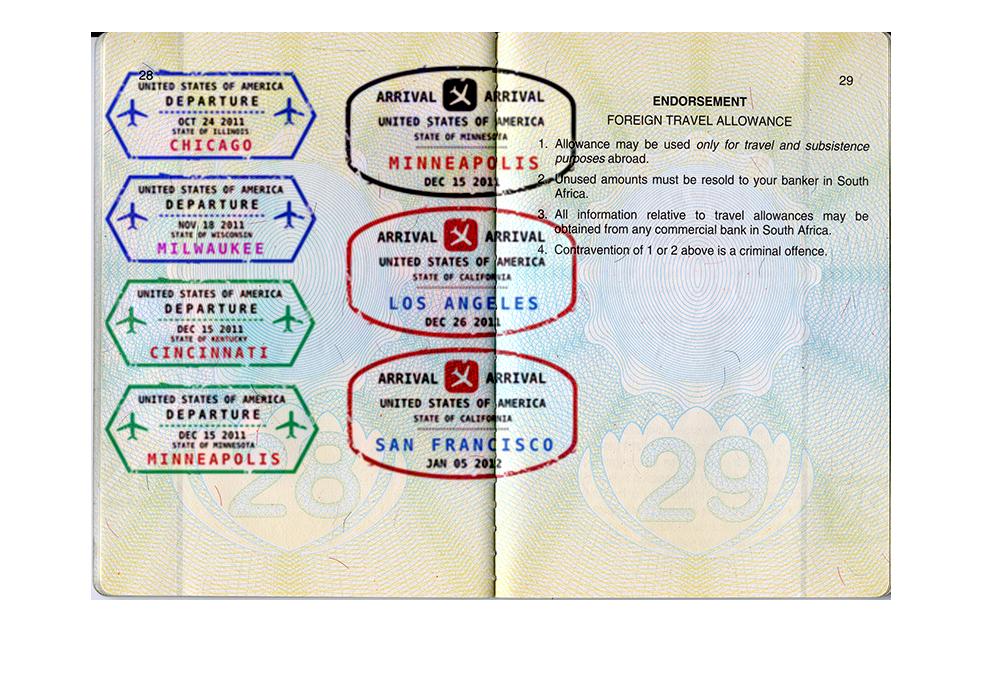 28
UNITED STATES OF AMERICA
DEPARTURE
OCT 24 2011
STATE OF ILLINOIS
CHICAGO
UNITED STATES OF AMERICA
DEPARTURE
NOV 18 2011
STATE OF WISCONSIN
MILWAUKEE
UNITED STATES OF AMERICA
DEPARTURE
DEC 15 2011
STATE OF KENTUCKY
CINCINNATI
UNITED STATES OF AMERICA
DEPARTURE
DEC 15 2011
STATE OF MINNESOTA
MINNEAPOLIS
28
ARRIVAL ARRIVAL
UNITED STATES OF AMERICA
STATE OF MINNESOTA
MINNEAPOLIS
DEC 15 2011
ARRIVAL ARRIVAL
UNITED STATES OF AMERICA
STATE OF CALIFORNIA
LOS ANGELES
DEC 26 2011
ARRIVAL ARRIVAL
UNITED STATES OF AMERICA
STATE OF CALIFORNIA
SAN FRANCISCO
JAN 05 2012
29
ENDORSEMENT
FOREIGN TRAVEL ALLOWANCE
1. Allowance may be used only for travel and subsistence
purposes abroad.
2. Unused amounts must be resold to your banker in South
Africa.
3. All information relative to travel allowances may be
obtained from any commercial bank in South Africa.
4. Contravention of 1 or 2 above is a criminal offence.
29